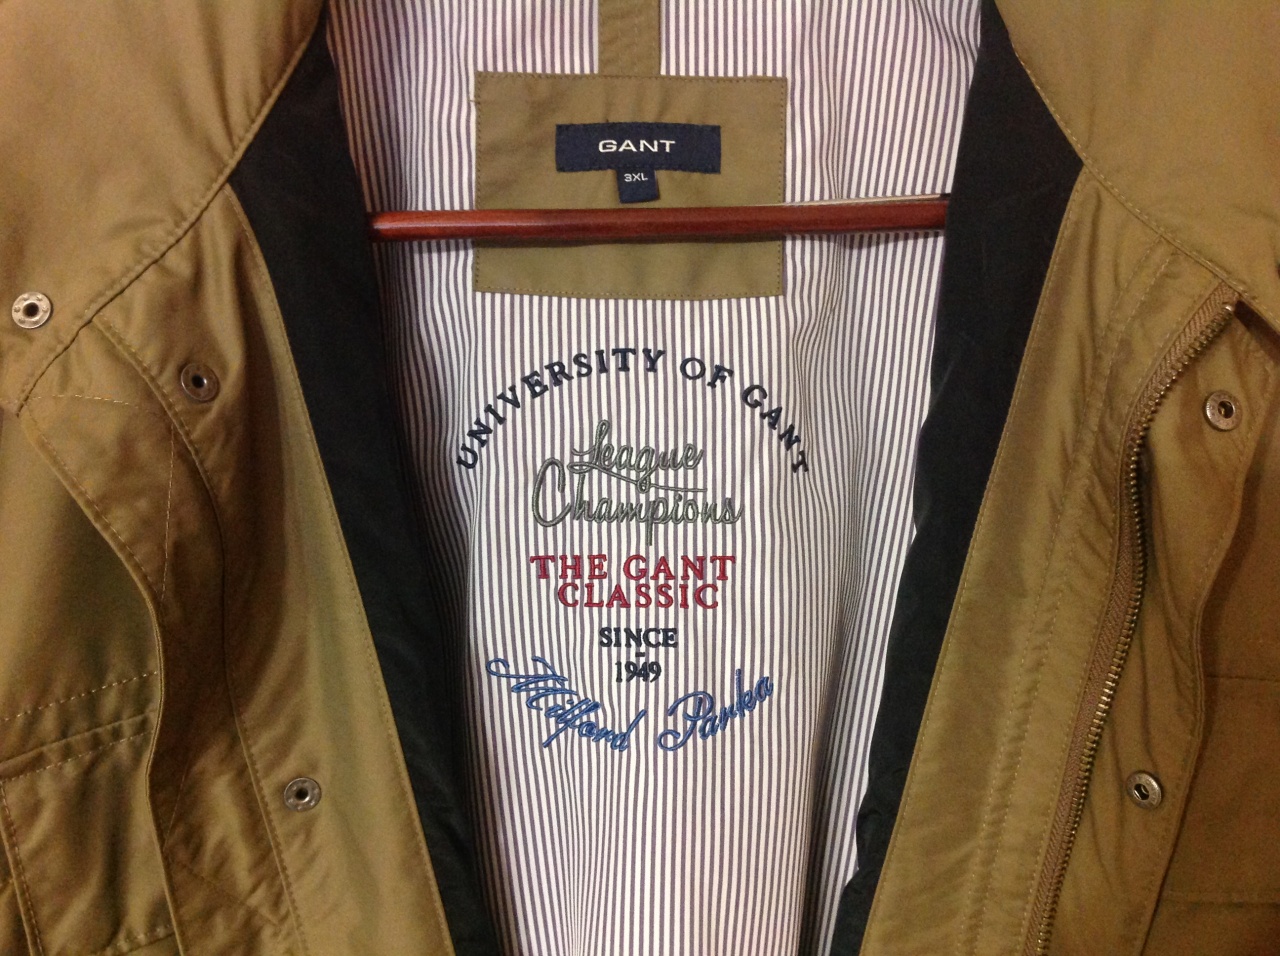 GANT
3XL
UNIVERSITY OF GANT
League
Champions
THE GANT
CLASSIC
SINCE
-
1949
Milford Parka